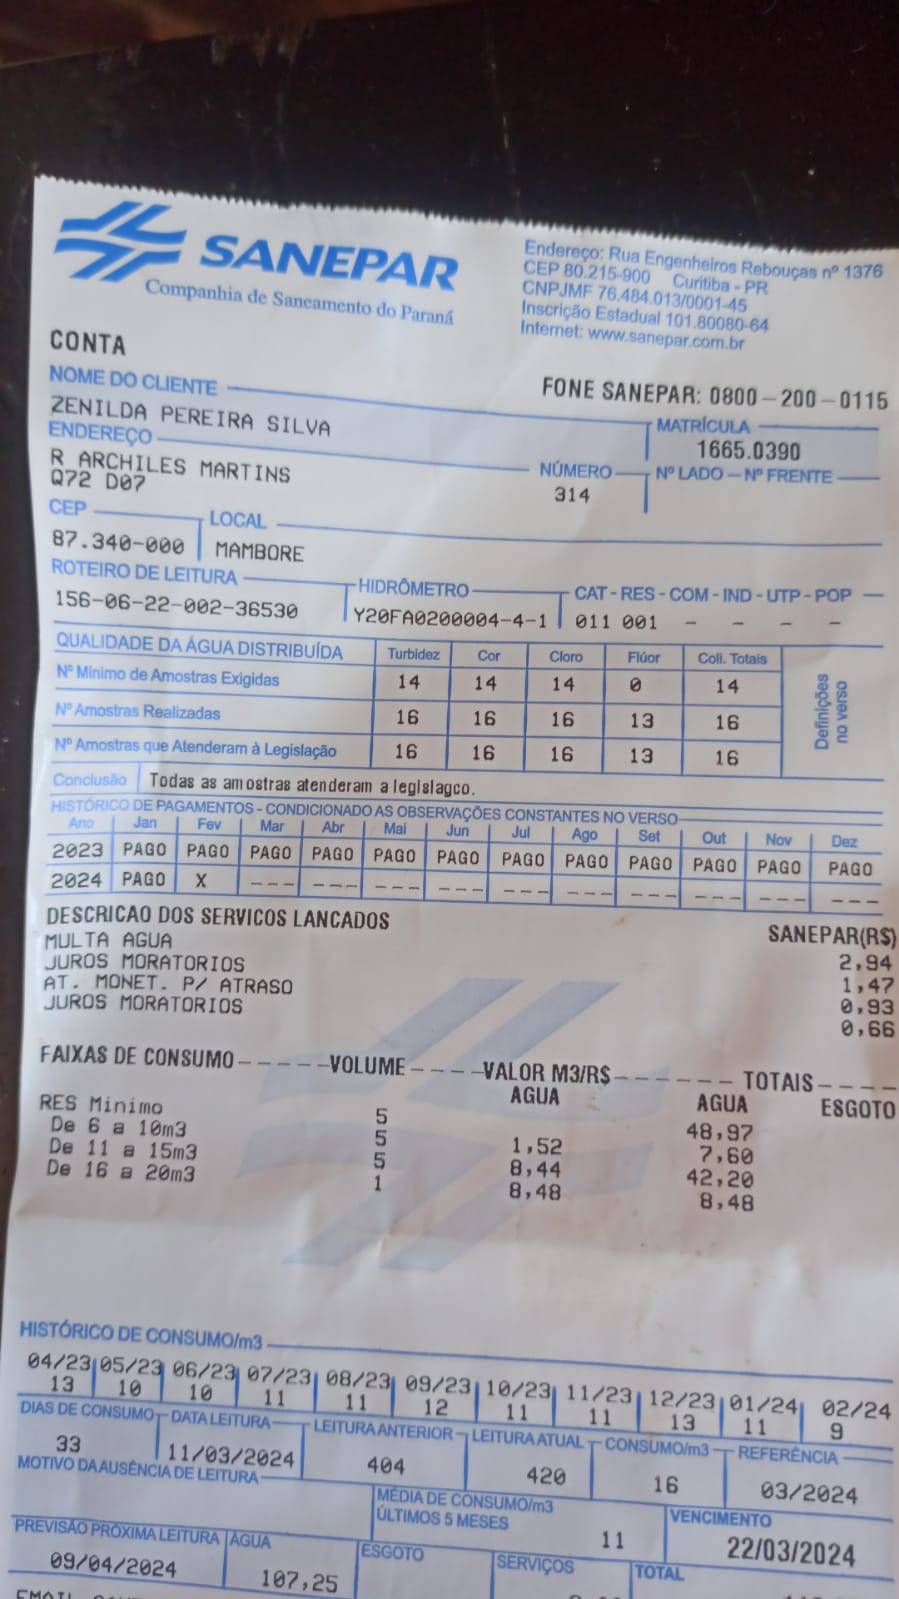 SANEPAR
Companhia de Saneamento do Paraná
Endereço: Rua Engenheiros Rebouças nº 1376
CEP 80.215-900 Curitiba - PR
CNPJMF 76.484.013/0001-45
Inscrição Estadual 101.80080-64
Internet: www.sanepar.com.br
CONTA
FONE SANEPAR: 0800-200-0115
NOME DO CLIENTE
ZENILDA PEREIRA SILVA
MATRÍCULA
1665.0390
ENDEREÇO
R ARCHILES MARTINS
Q72 D07
NÚMERO
314
Nº LADO - Nº FRENTE
CEP
87.340-000
LOCAL
MAMBORE
ROTEIRO DE LEITURA
156-06-22-002-36530
HIDRÔMETRO
Y20FA0200004-4-1
CAT - RES - COM - IND - UTP - POP
011 001 - - - -
QUALIDADE DA ÁGUA DISTRIBUÍDA Turbidez Cor Cloro Flúor Coli. Totais
Nº Mínimo de Amostras Exigidas 14 14 14 0 14
Nº Amostras Realizadas 16 16 16 13 16
Nº Amostras que Atenderam à Legislação 16 16 16 13 16
Definições
no verso
Conclusão Todas as amostras atenderam a leglslagco.
HISTÓRICO DE PAGAMENTOS - CONDICIONADO AS OBSERVAÇÕES CONSTANTES NO VERSO
Ano Jan Fev Mar Abr Mai Jun Jul Ago Set Out Nov Dez
2023 PAGO PAGO PAGO PAGO PAGO PAGO PAGO PAGO PAGO PAGO PAGO PAGO
2024 PAGO X --- --- --- --- --- --- --- --- --- ---
DESCRICAO DOS SERVICOS LANCADOS SANEPAR(R$)
MULTA AGUA 2,94
JUROS MORATORIOS 1,47
AT. MONET. P/ ATRASO 0,93
JUROS MORATORIOS 0,66
FAIXAS DE CONSUMO-----VOLUME----VALOR M3/R$------TOTAIS----
AGUA AGUA ESGOTO
RES Minimo 5 48,97
De 6 a 10m3 5 1,52 7,60
De 11 a 15m3 5 8,44 42,20
De 16 a 20m3 1 8,48 8,48
HISTÓRICO DE CONSUMO/m3
04/23 05/23 06/23 07/23 08/23 09/23 10/23 11/23 12/23 01/24 02/24
13 10 10 11 11 12 11 11 13 11 9
DIAS DE CONSUMO DATA LEITURA LEITURA ANTERIOR LEITURA ATUAL CONSUMO/m3 REFERÊNCIA
33 11/03/2024 404 420 16 03/2024
MOTIVO DA AUSÊNCIA DE LEITURA
MÉDIA DE CONSUMO/m3
ÚLTIMOS 5 MESES
11
VENCIMENTO
22/03/2024
PREVISÃO PRÓXIMA LEITURA ÁGUA ESGOTO SERVIÇOS TOTAL
09/04/2024 107,25